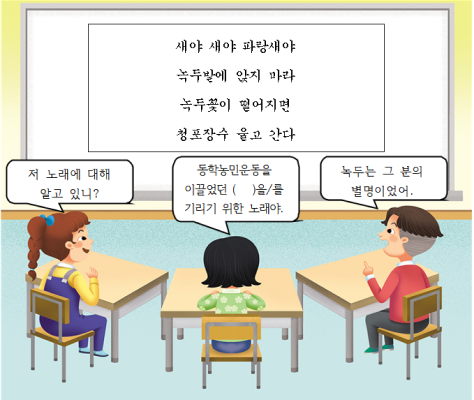 새야 새야 파랑새야
녹두밭에 앉지 마라
녹두꽃이 떨어지면
청포장수 울고 간다
저 노래에 대해
알고 있니?
동학농민운동을
이끌었던 (    )을/를
기리기 위한 노래야.
녹두는 그 분의
별명이었어.